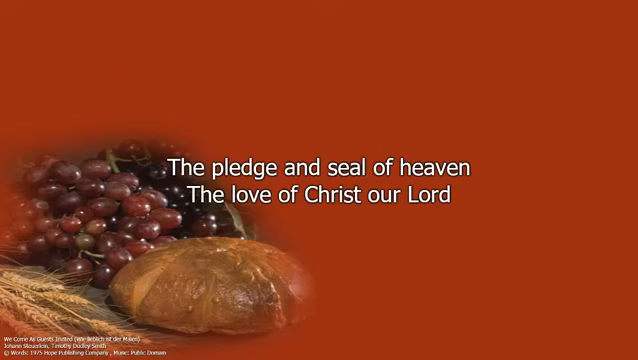 The pledge and seal of heaven
The love of Christ our Lord
We Come As Guests Invited (Wie lieblich ist der Maien)
Johann Steuerlein, Timothy Dudley Smith
© Words: 1975 Hope Publishing Company , Music: Public Domain